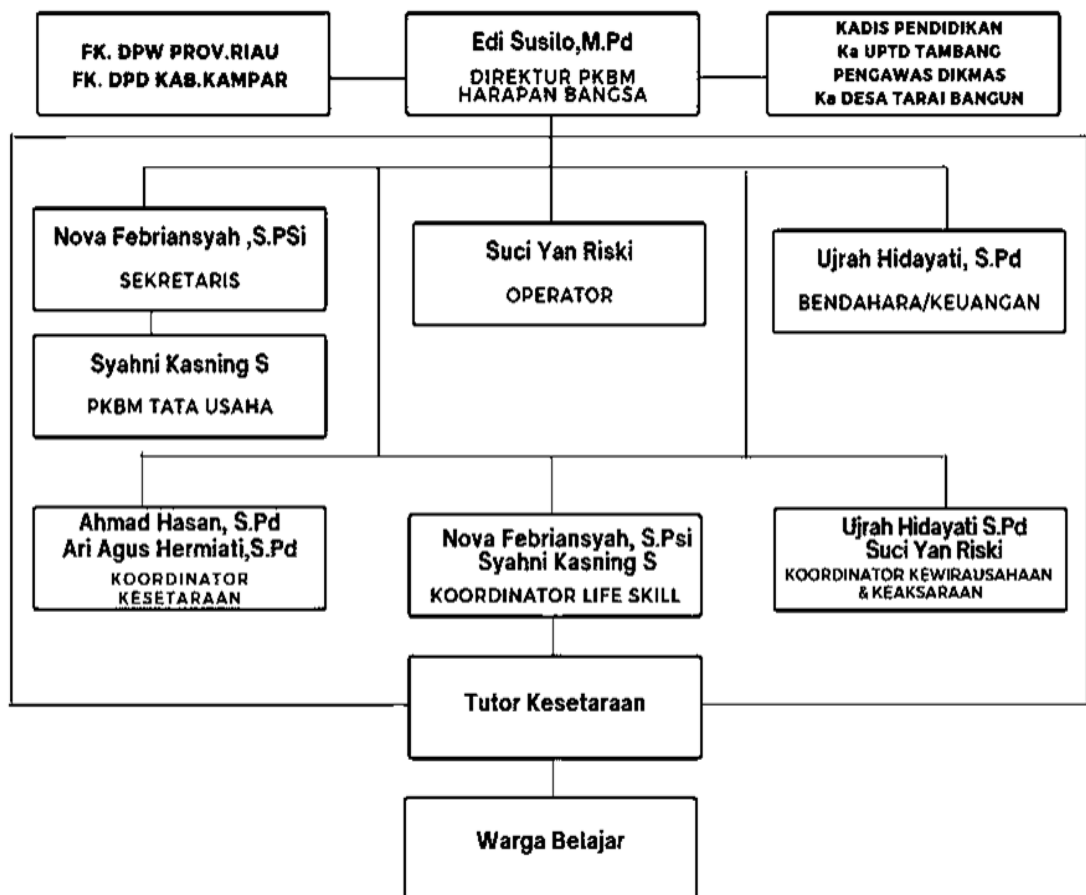 FK. DPW PROV.RIAU
FK. DPD KAB.KAMPAR
Edi Susilo,M.Pd
DIREKTUR PKBM
HARAPAN BANGSA
KADIS PENDIDIKAN
Ka UPTD TAMBANG
PENGAWAS DIKMAS
Ka DESA TARAI BANGUN
Nova Febriansyah ,S.PSi
SEKRETARIS
Suci Yan Riski
OPERATOR
Ujrah Hidayati, S.Pd
BENDAHARA/KEUANGAN
Syahni Kasning S
PKBM TATA USAHA
Ahmad Hasan, S.Pd
Ari Agus Hermiati,S.Pd
KOORDINATOR
KESETARAAN
Nova Febriansyah, S.Psi
Syahni Kasning S
KOORDINATOR LIFE SKILL
Ujrah Hidayati S.Pd
Suci Yan Riski
KOORDINATOR KEWIRAUSAHAAN
& KEAKSARAAN
Tutor Kesetaraan
Warga Belajar